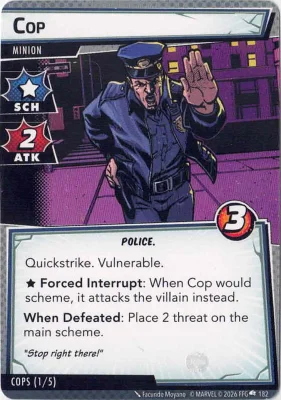 COP
MINION
SCH
2
ATK
3
POLICE.
Quickstrike. Vulnerable.
★ Forced Interrupt: When Cop would
scheme, it attacks the villain instead.
When Defeated: Place 2 threat on the
main scheme.
"Stop right there!"
COPS (1/5)
Facundo Moyano © MARVEL © 2026 FFG 182